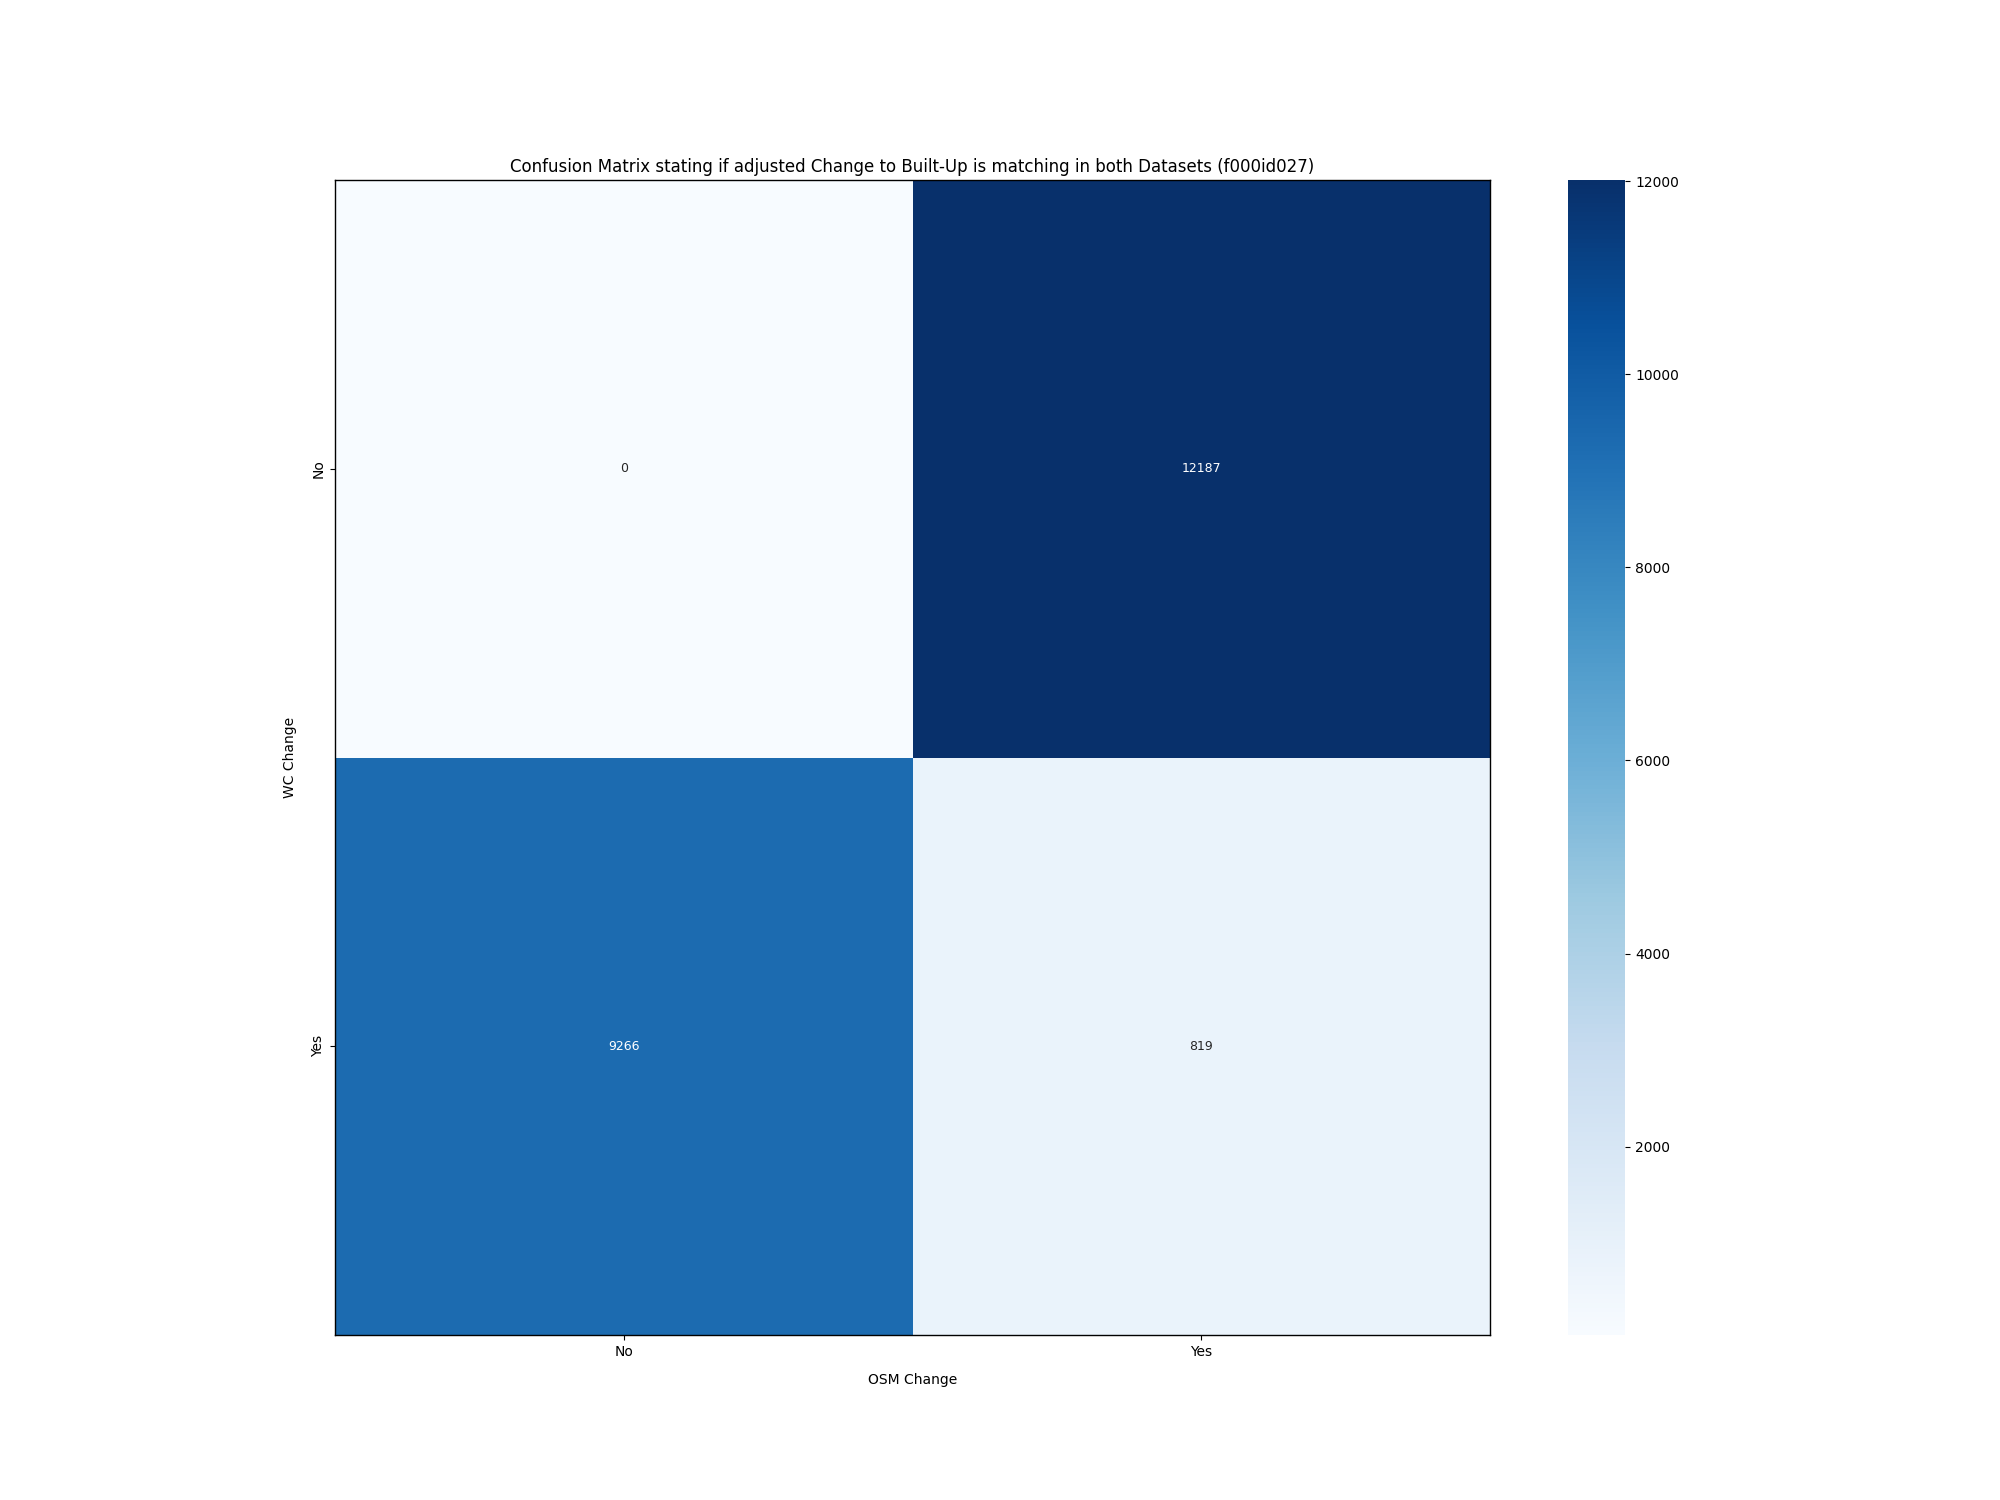 Confusion Matrix stating if adjusted Change to Built-Up is matching in both Datasets (f000id027)
12000
10000
8000
6000
4000
2000
WC Change
No
Yes
0
12187
9266
819
No
Yes
OSM Change